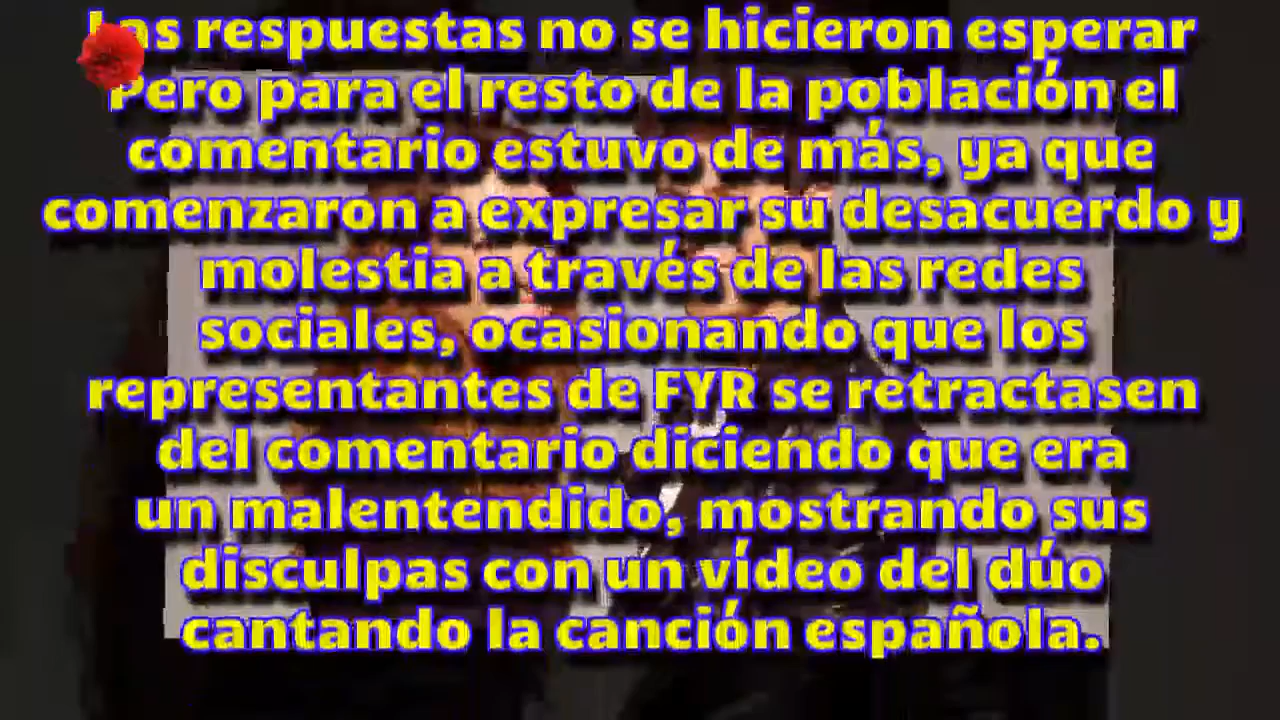 Las respuestas no se hicieron esperar
Pero para el resto de la población el
comentario estuvo de más, ya que
comenzaron a expresar su desacuerdo y
molestia a través de las redes
sociales, ocasionando que los
representantes de FYR se retractasen
del comentario diciendo que era
un malentendido, mostrando sus
disculpas con un vídeo del dúo
cantando la canción española.